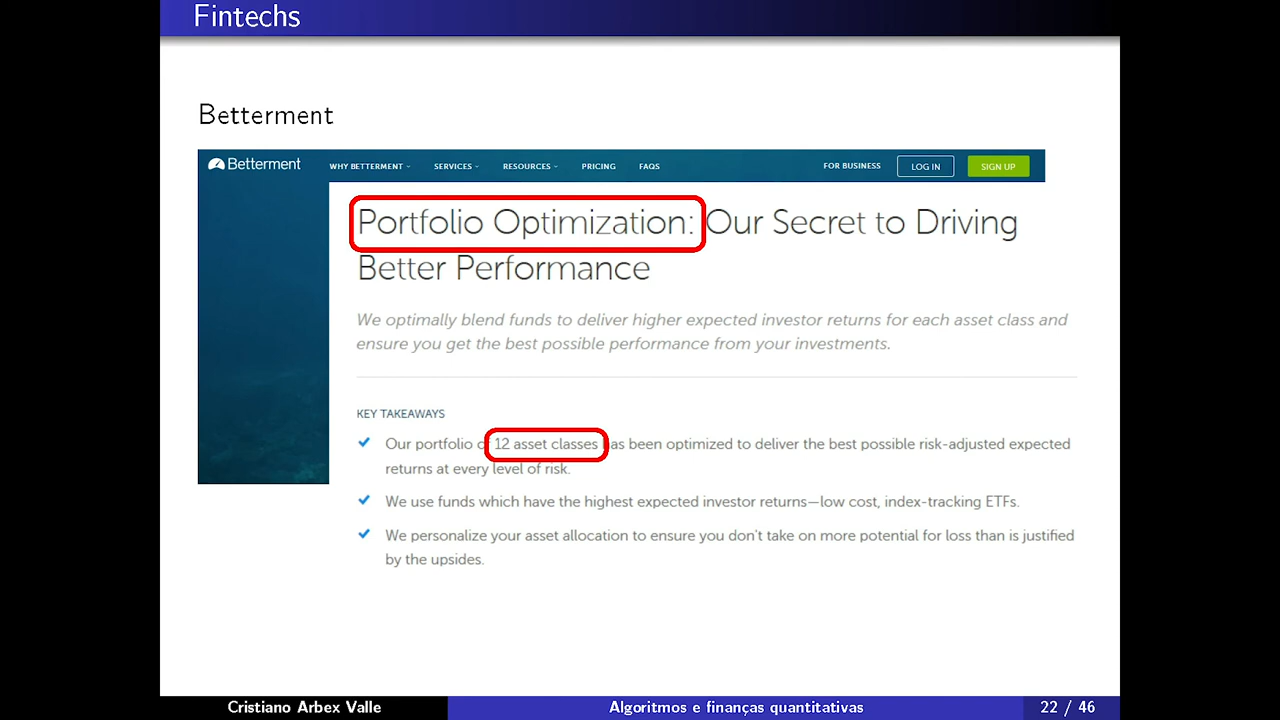 Fintechs
Betterment
Betterment WHY BETTERMENT SERVICES RESOURCES PRICING FAQS FOR BUSINESS LOG IN SIGN UP
Portfolio Optimization: Our Secret to Driving
Better Performance
We optimally blend funds to deliver higher expected investor returns for each asset class and
ensure you get the best possible performance from your investments.
KEY TAKEAWAYS
Our portfolio of 12 asset classes has been optimized to deliver the best possible risk-adjusted expected
returns at every level of risk.
We use funds which have the highest expected investor returns—low cost, index-tracking ETFs.
We personalize your asset allocation to ensure you don't take on more potential for loss than is justified
by the upsides.
Cristiano Arbex Valle Algoritmos e finanças quantitativas 22 / 46